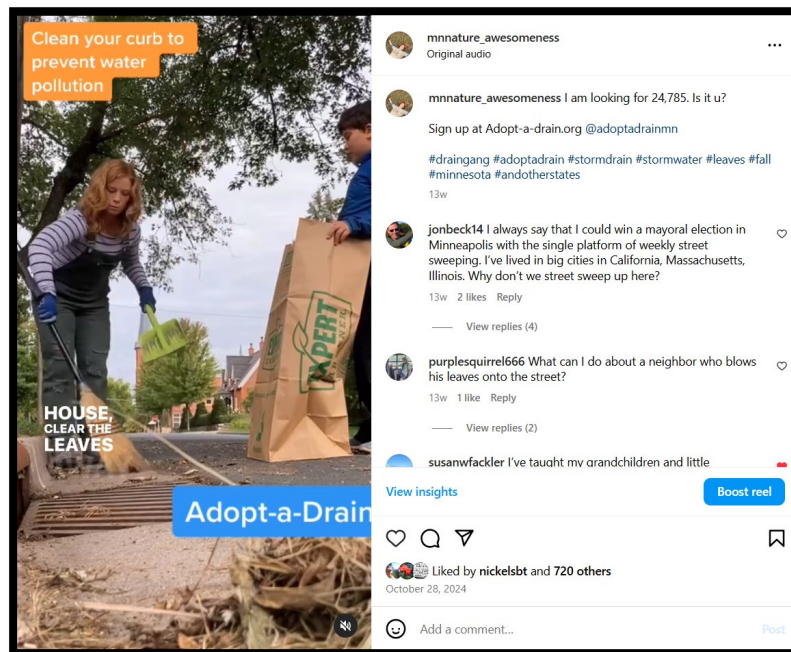 Clean your curb to
prevent water
pollution
HOUSE,
CLEAR THE
LEAVES
EXPERT
GARDENER
Adopt-a-Drain
mnnature_awesomeness
Original audio
mnnature_awesomeness I am looking for 24,785. Is it u?
Sign up at Adopt-a-drain.org @adoptadrainmn
#draingang #adoptadrain #stormdrain #stormwater #leaves #fall
#minnesota #andotherstates
13w
jonbeck14 I always say that I could win a mayoral election in
Minneapolis with the single platform of weekly street
sweeping. I've lived in big cities in California, Massachusetts,
Illinois. Why don't we street sweep up here?
13w 2 likes Reply
View replies (4)
purplesquirrel666 What can I do about a neighbor who blows
his leaves onto the street?
13w 1 like Reply
View replies (2)
susanwfackler I've taught my grandchildren and little
View insights
Boost reel
Liked by nickelsbt and 720 others
October 28, 2024
Add a comment...
Post